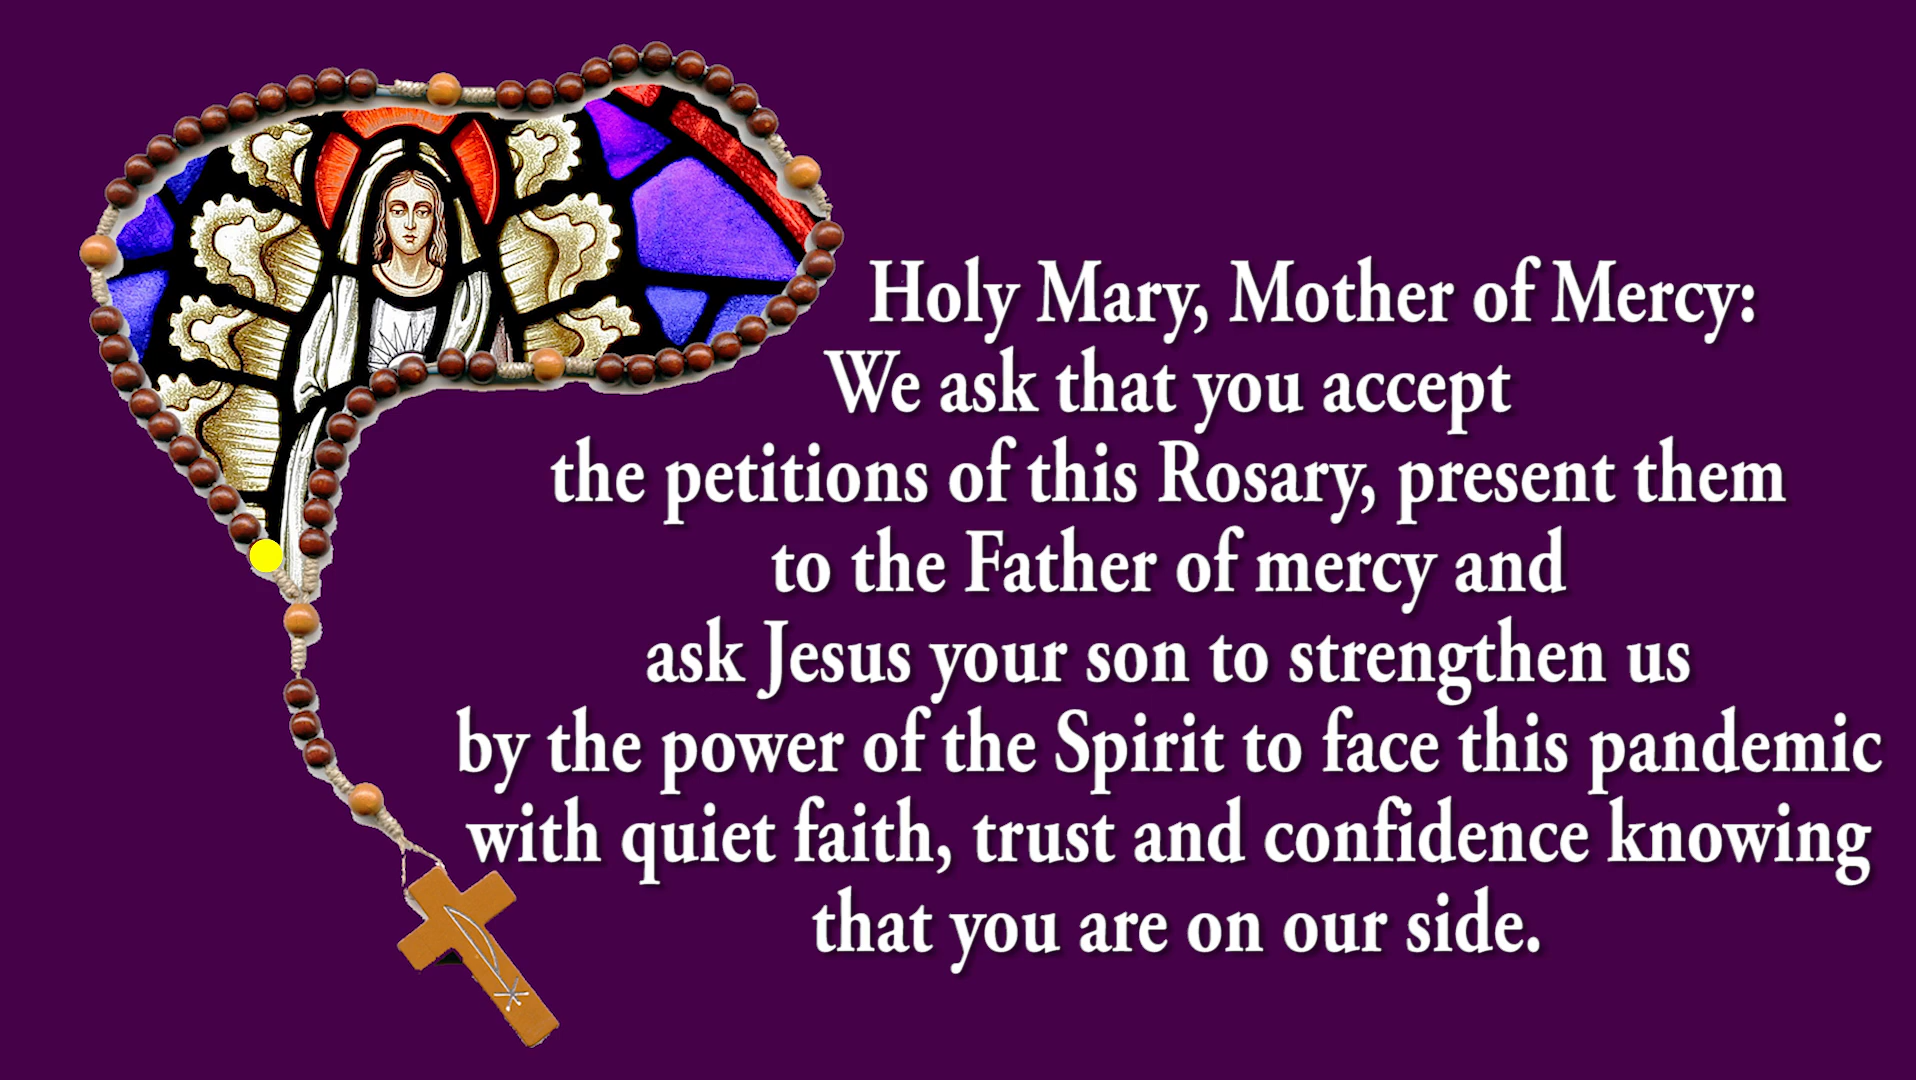 Holy Mary, Mother of Mercy:
We ask that you accept
the petitions of this Rosary, present them
to the Father of mercy and
ask Jesus your son to strengthen us
by the power of the Spirit to face this pandemic
with quiet faith, trust and confidence knowing
that you are on our side.